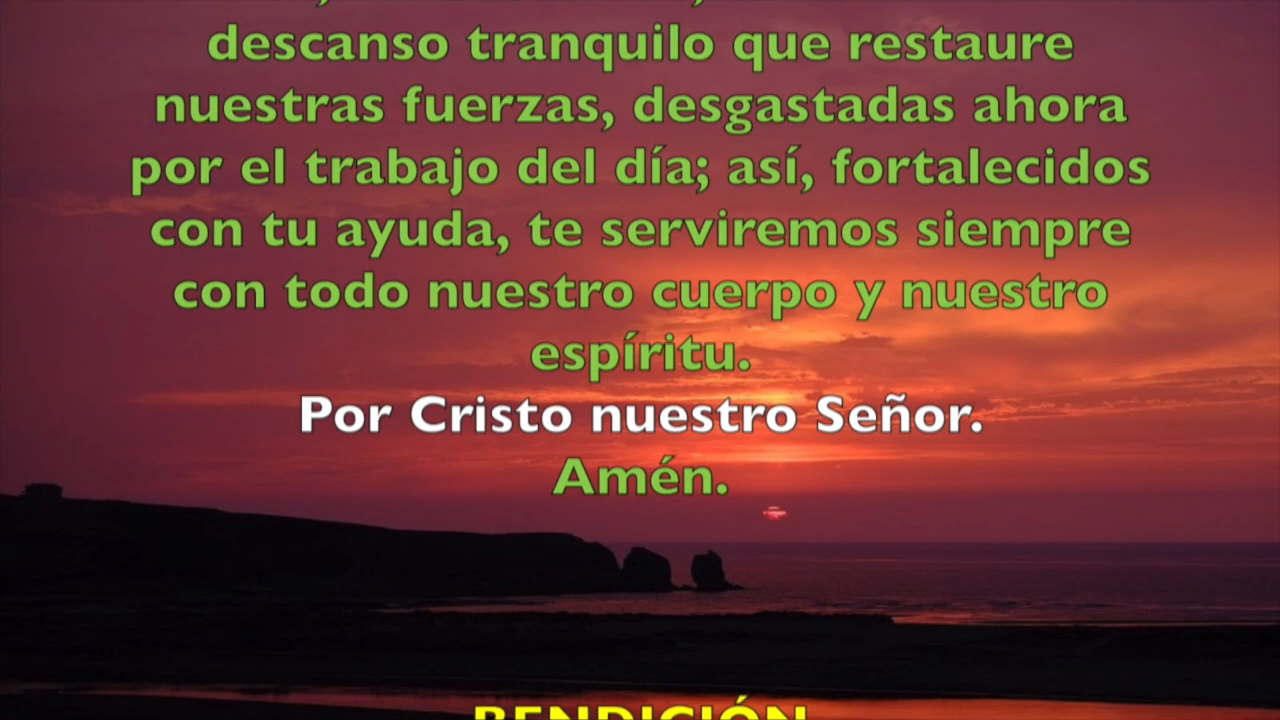 descanso tranquilo que restaure
nuestras fuerzas, desgastadas ahora
por el trabajo del día; así, fortalecidos
con tu ayuda, te serviremos siempre
con todo nuestro cuerpo y nuestro
espíritu.
Por Cristo nuestro Señor.
Amén.
BENDICIÓN